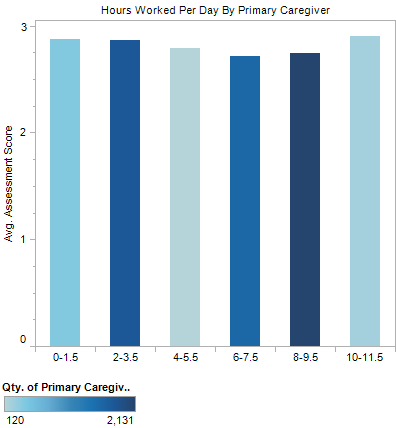 Hours Worked Per Day By Primary Caregiver
3
2
1
0
Avg. Assessment Score
0-1.5 2-3.5 4-5.5 6-7.5 8-9.5 10-11.5
Qty. of Primary Caregiv..
120 2,131